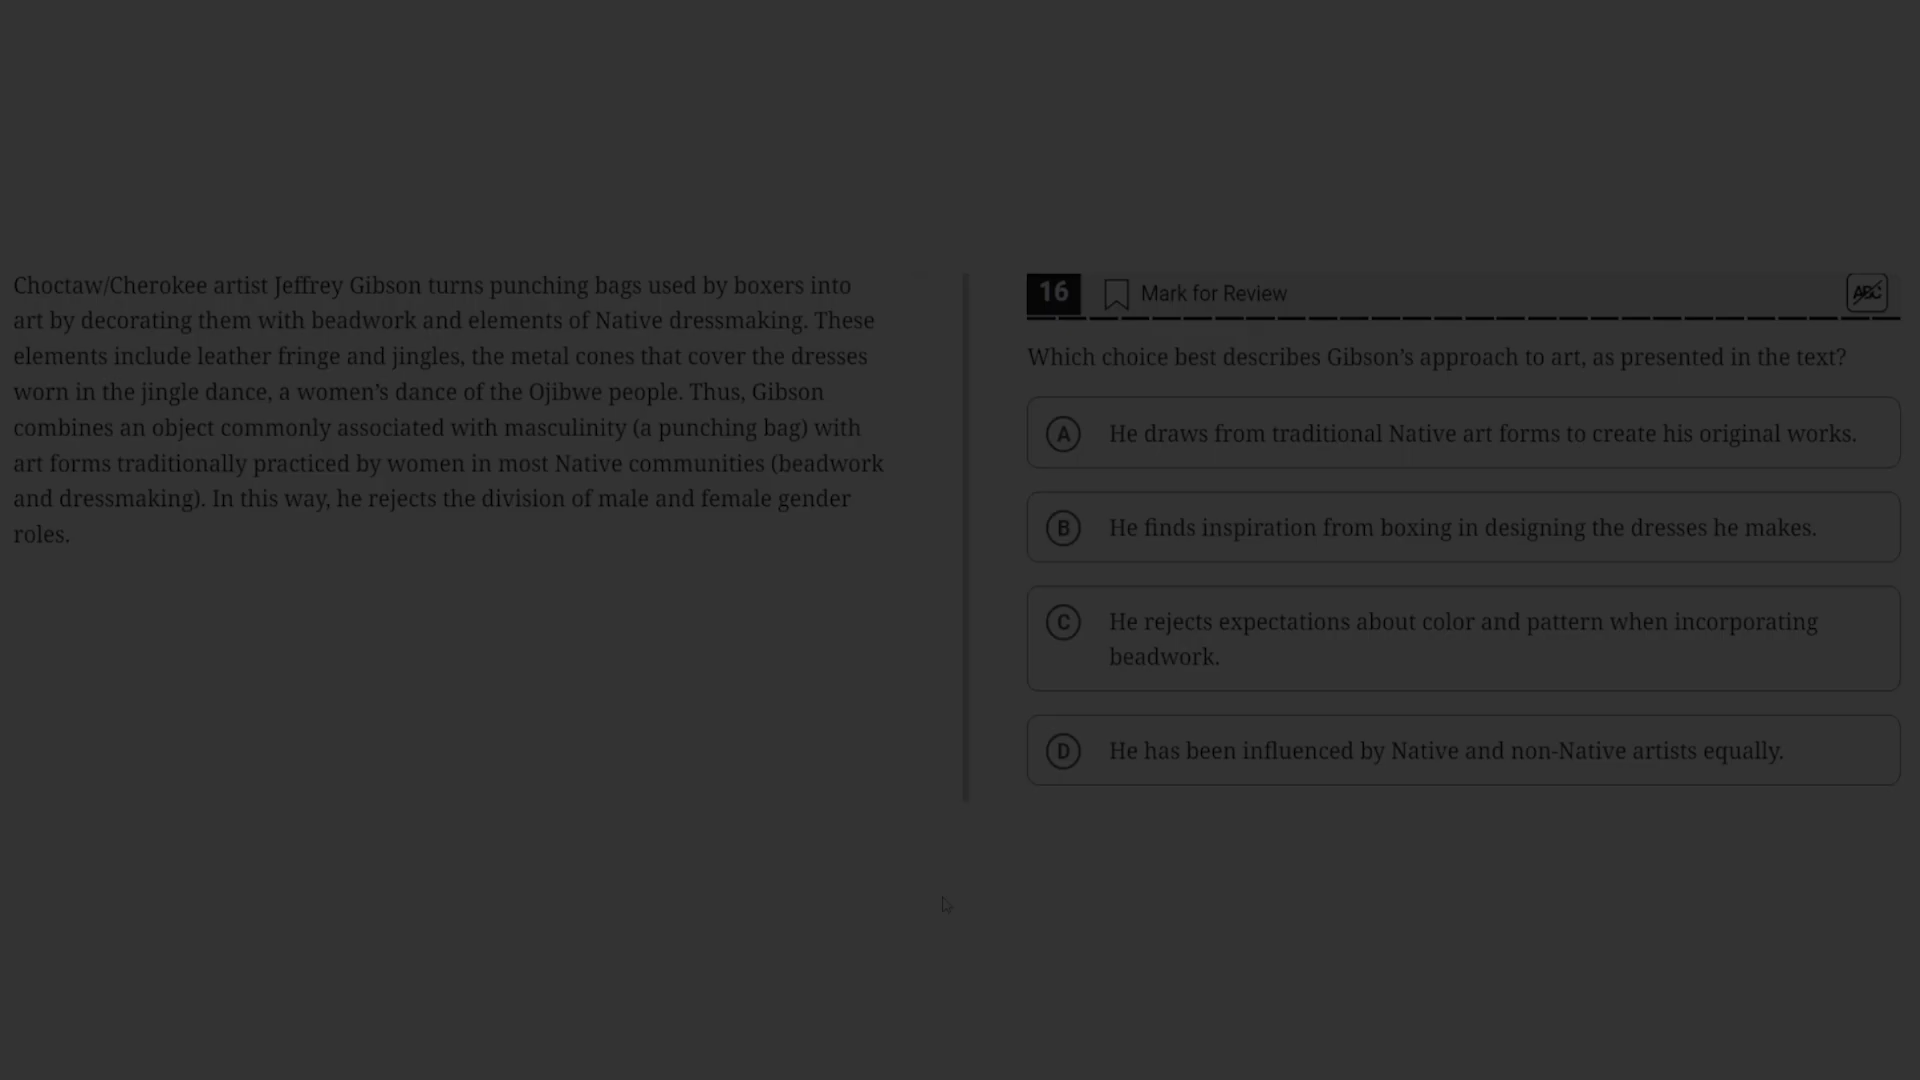 Choctaw/Cherokee artist Jeffrey Gibson turns punching bags used by boxers into
art by decorating them with beadwork and elements of Native dressmaking. These
elements include leather fringe and jingles, the metal cones that cover the dresses
worn in the jingle dance, a women’s dance of the Ojibwe people. Thus, Gibson
combines an object commonly associated with masculinity (a punching bag) with
art forms traditionally practiced by women in most Native communities (beadwork
and dressmaking). In this way, he rejects the division of male and female gender
roles.
16 Mark for Review ABC
Which choice best describes Gibson’s approach to art, as presented in the text?
A He draws from traditional Native art forms to create his original works.
B He finds inspiration from boxing in designing the dresses he makes.
C He rejects expectations about color and pattern when incorporating
beadwork.
D He has been influenced by Native and non-Native artists equally.